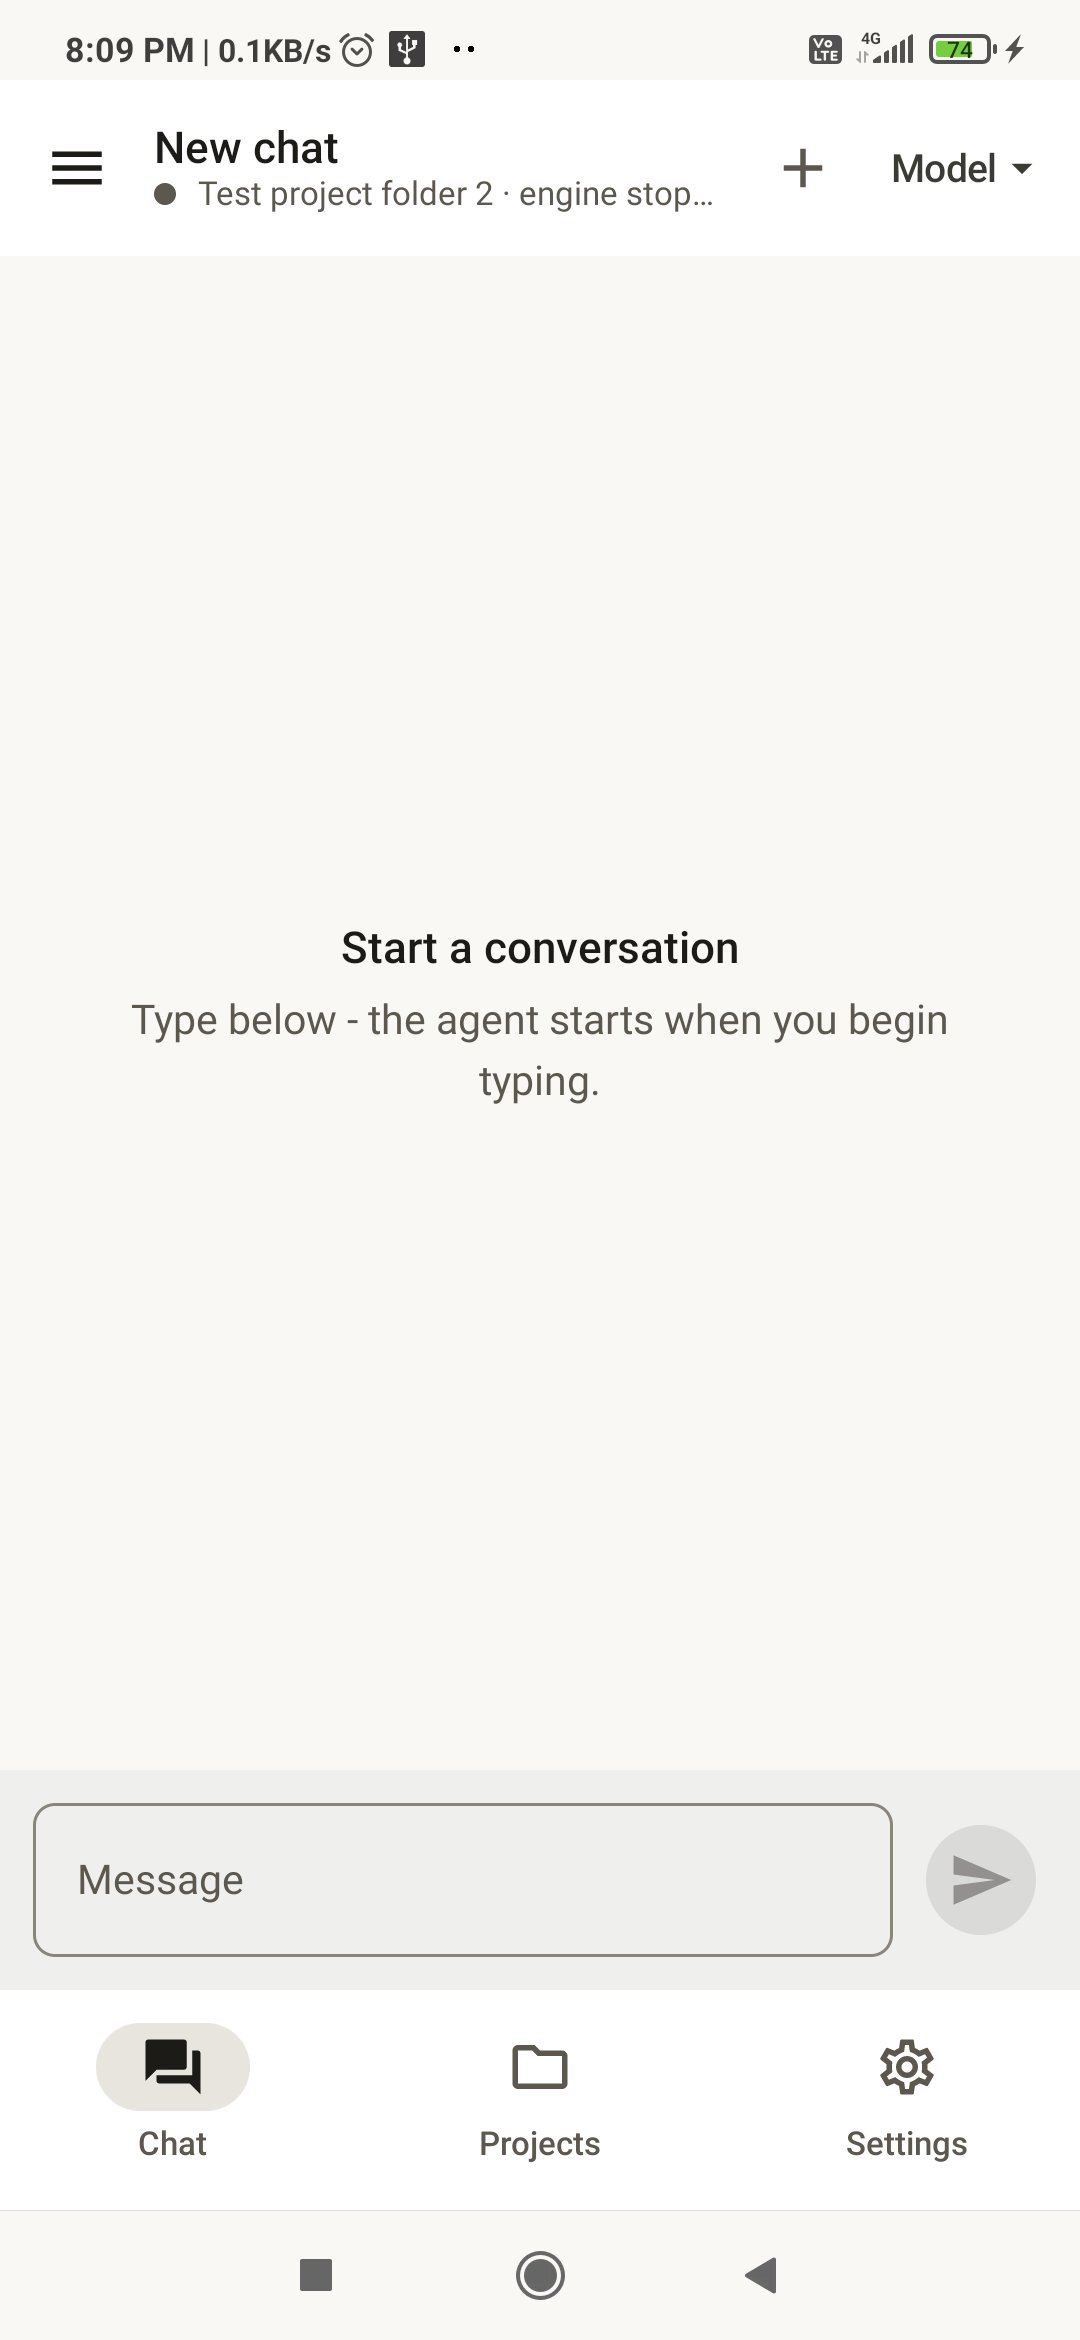 8:09 PM | 0.1KB/s
Vo LTE
4G
74
New chat
Test project folder 2 · engine stop...
Model
Start a conversation
Type below - the agent starts when you begin
typing.
Message
Chat
Projects
Settings